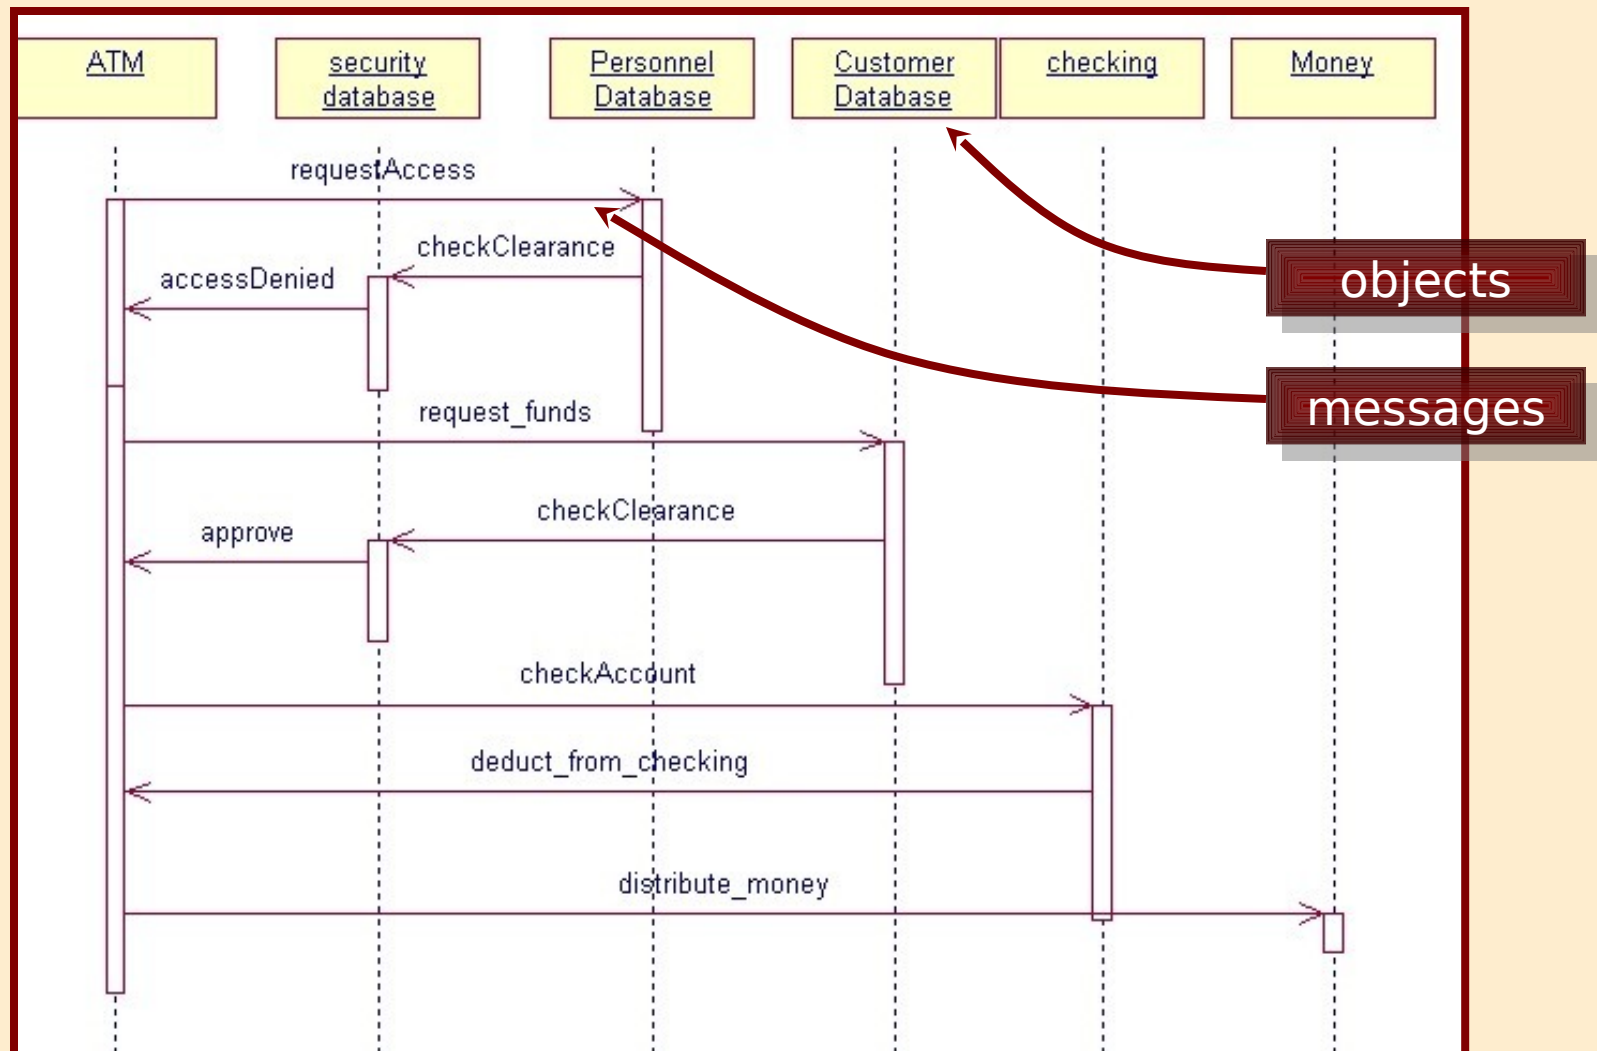 ATM
security
database
Personnel
Database
Customer
Database
checking
Money
requestAccess
checkClearance
accessDenied
objects
messages
request_funds
checkClearance
approve
checkAccount
deduct_from_checking
distribute_money